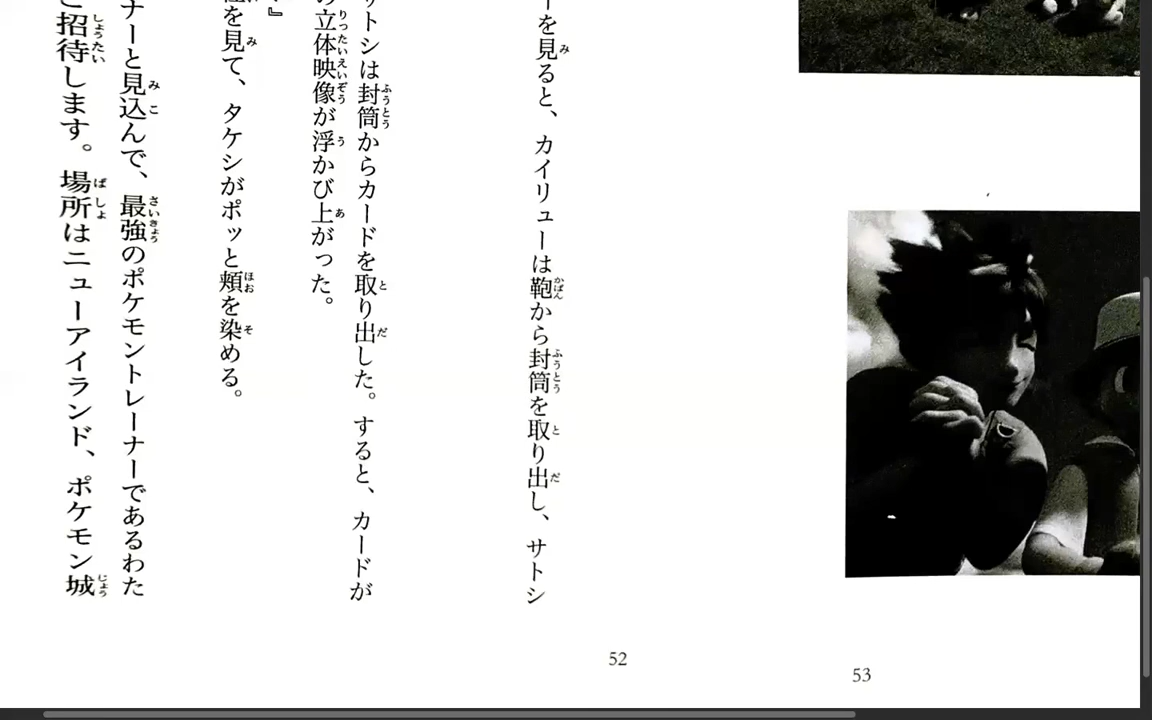 ーを見ると、カイリューは鞄から封筒を取り出し、サトシ
サトシは封筒からカードを取り出した。すると、カードが
立体映像が浮かび上がった。
』
を見て、タケシがポッと頬を染める。
ナーと見込んで、最強のポケモントレーナーであるわた
ご招待します。場所はニューアイランド、ポケモン城
52
53